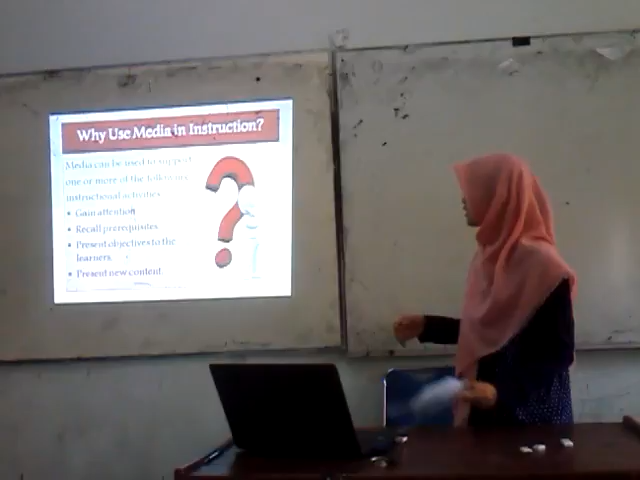 Why Use Media in Instruction?
Media can be used to support
one or more of the following
instructional activities
• Gain attention
• Recall prerequisites
• Present objectives to the
learners
• Present new content